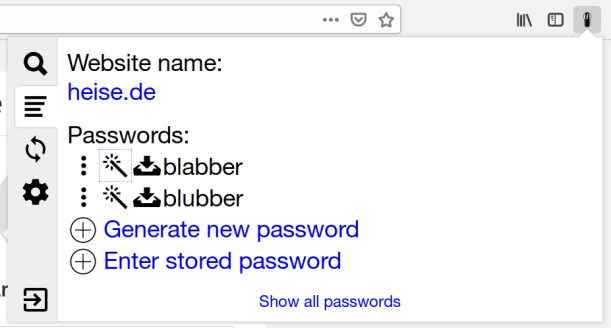 Website name:
heise.de
Passwords:
blabber
blubber
Generate new password
Enter stored password
Show all passwords